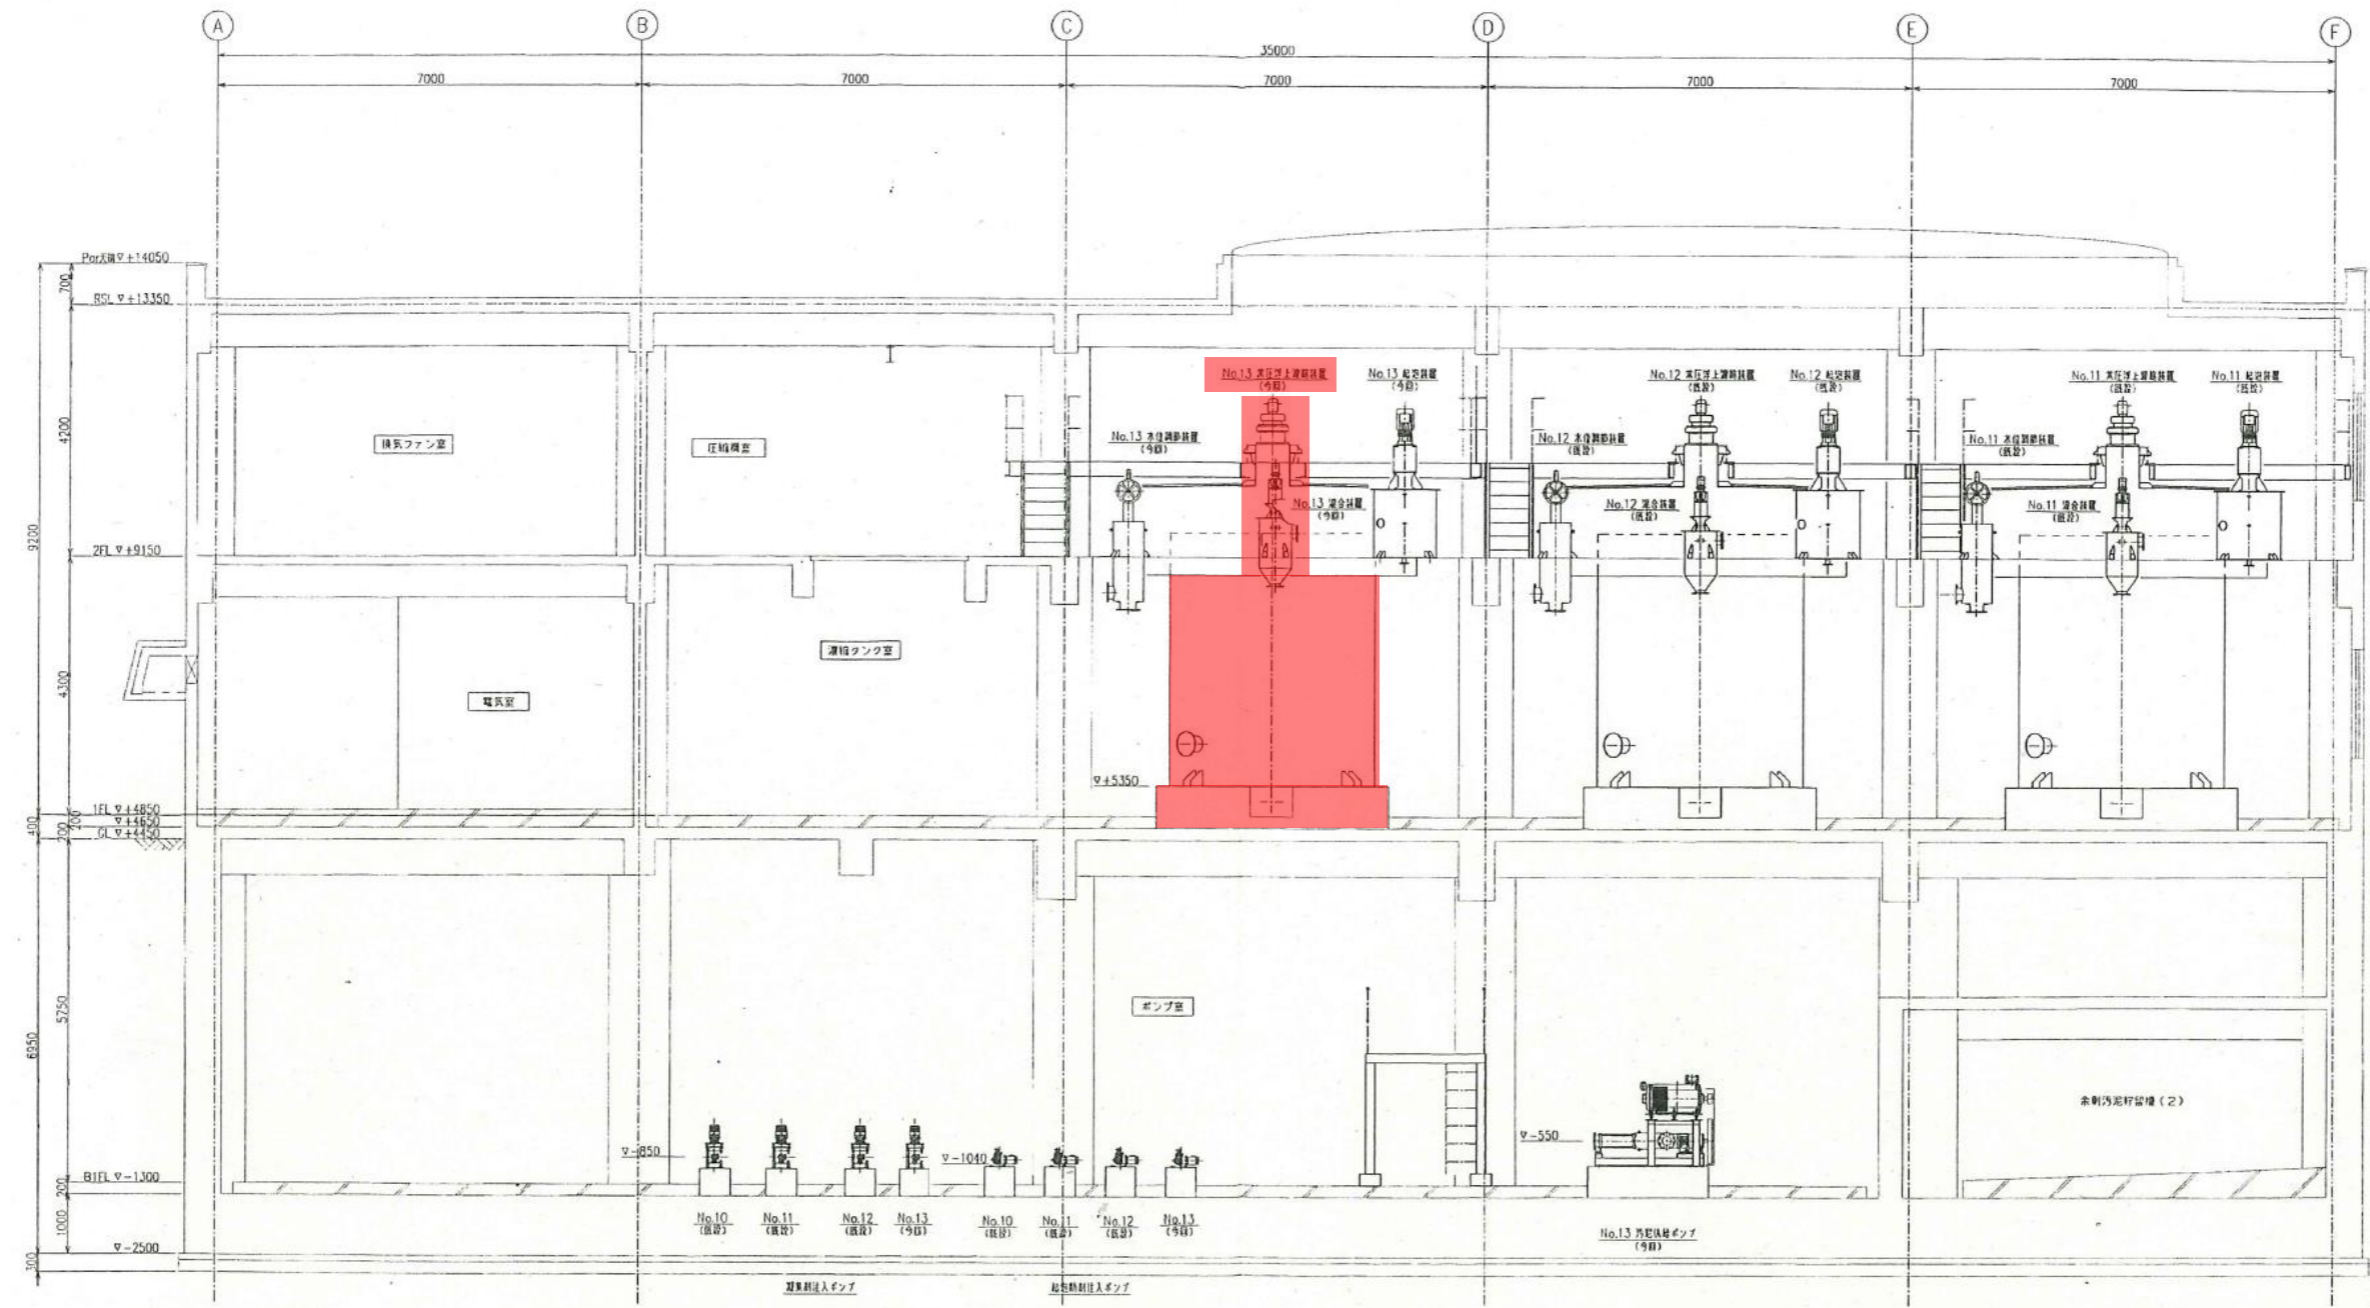 A
B
C
D
E
F
35000
7000
7000
7000
7000
7000
▽+14050
700
RSL ▽+13350
No.13 常圧浮上濃縮装置
(今回)
No.13 起泡装置
(今回)
No.12 常圧浮上濃縮装置
(既設)
No.12 起泡装置
(既設)
No.11 常圧浮上濃縮装置
(既設)
No.11 起泡装置
(既設)
4200
換気ファン室
圧縮機室
No.13 水位調節装置
(今回)
No.12 水位調節装置
(既設)
No.11 水位調節装置
(既設)
No.13 混合装置
(今回)
No.12 混合装置
(既設)
No.11 混合装置
(既設)
9200
2FL ▽+9150
4300
濃縮タンク室
電気室
▽+5350
1FL ▽+4850
▽+4650
GL ▽+4450
400
200
200
ポンプ室
5750
6950
余剰汚泥貯留槽(2)
▽-850
▽-1040
▽-550
B1FL ▽-1300
200
1000
No.10
(既設)
No.11
(既設)
No.12
(既設)
No.13
(今回)
No.10
(既設)
No.11
(既設)
No.12
(既設)
No.13
(今回)
No.13 汚泥供給ポンプ
(今回)
▽-2500
300
凝集剤注入ポンプ
起泡助剤注入ポンプ